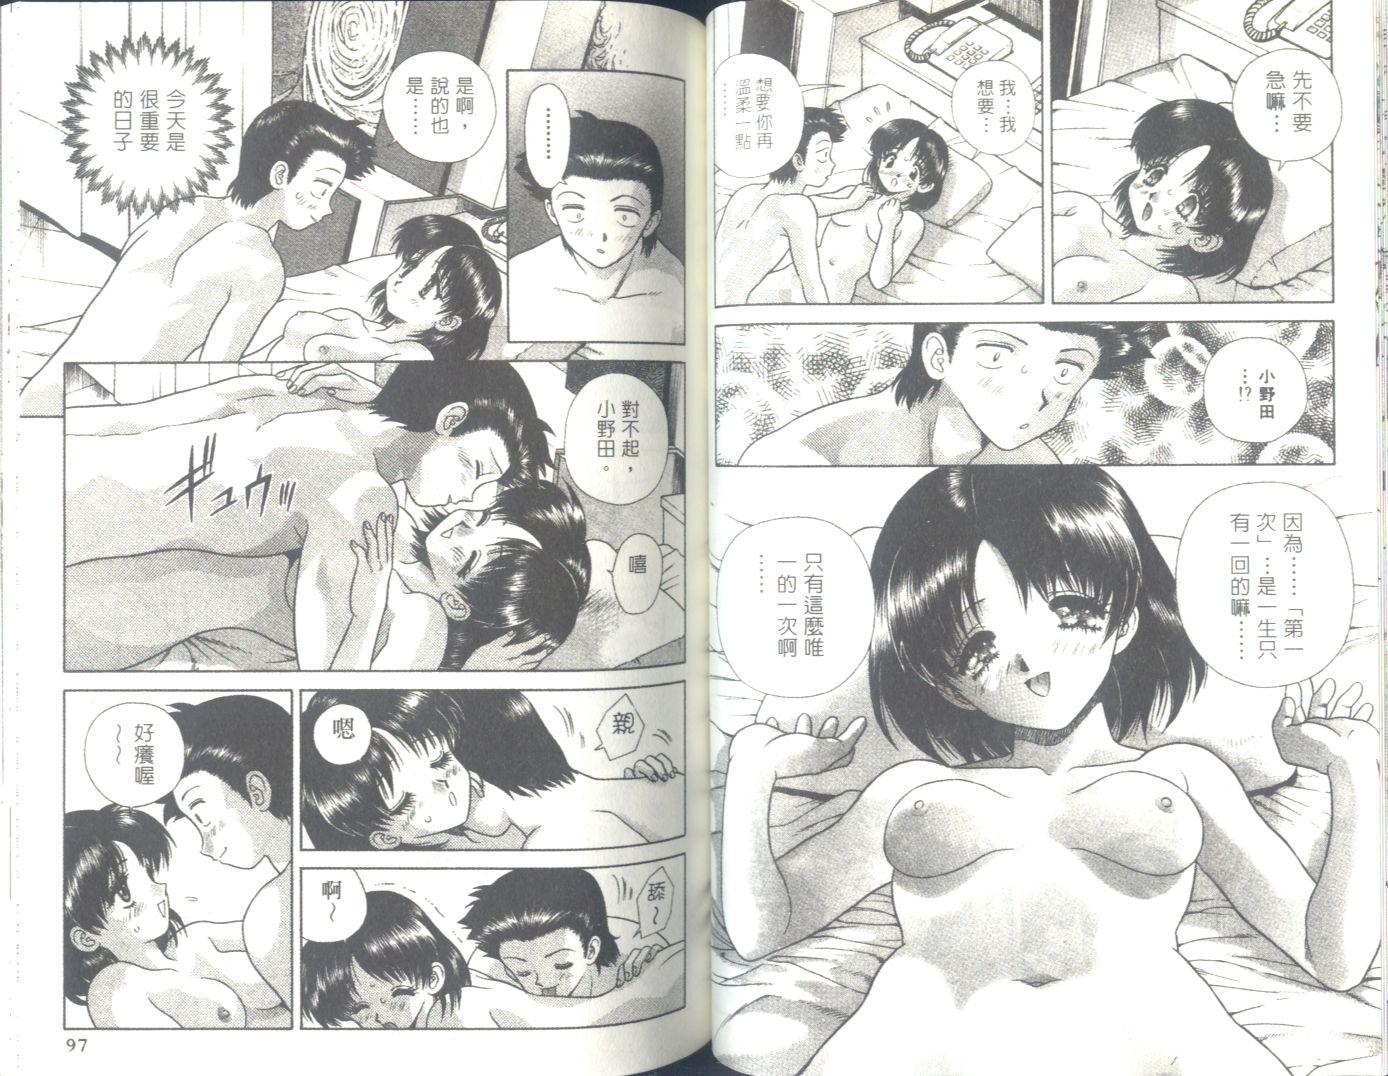 先不要
急嘛…
我…我
想要…
想要你再
溫柔一點
……
小野田
…!?
因為……「第一
次」…是一生只
有一回的嘛……
只有這麼唯
一的一次啊
……
………
是啊，
說的也
是……
今天是
很重要
的日子
對不起，
小野田。
嘻
ギュウッ
親
嗯
舔～
啊～
好癢喔
～～
97